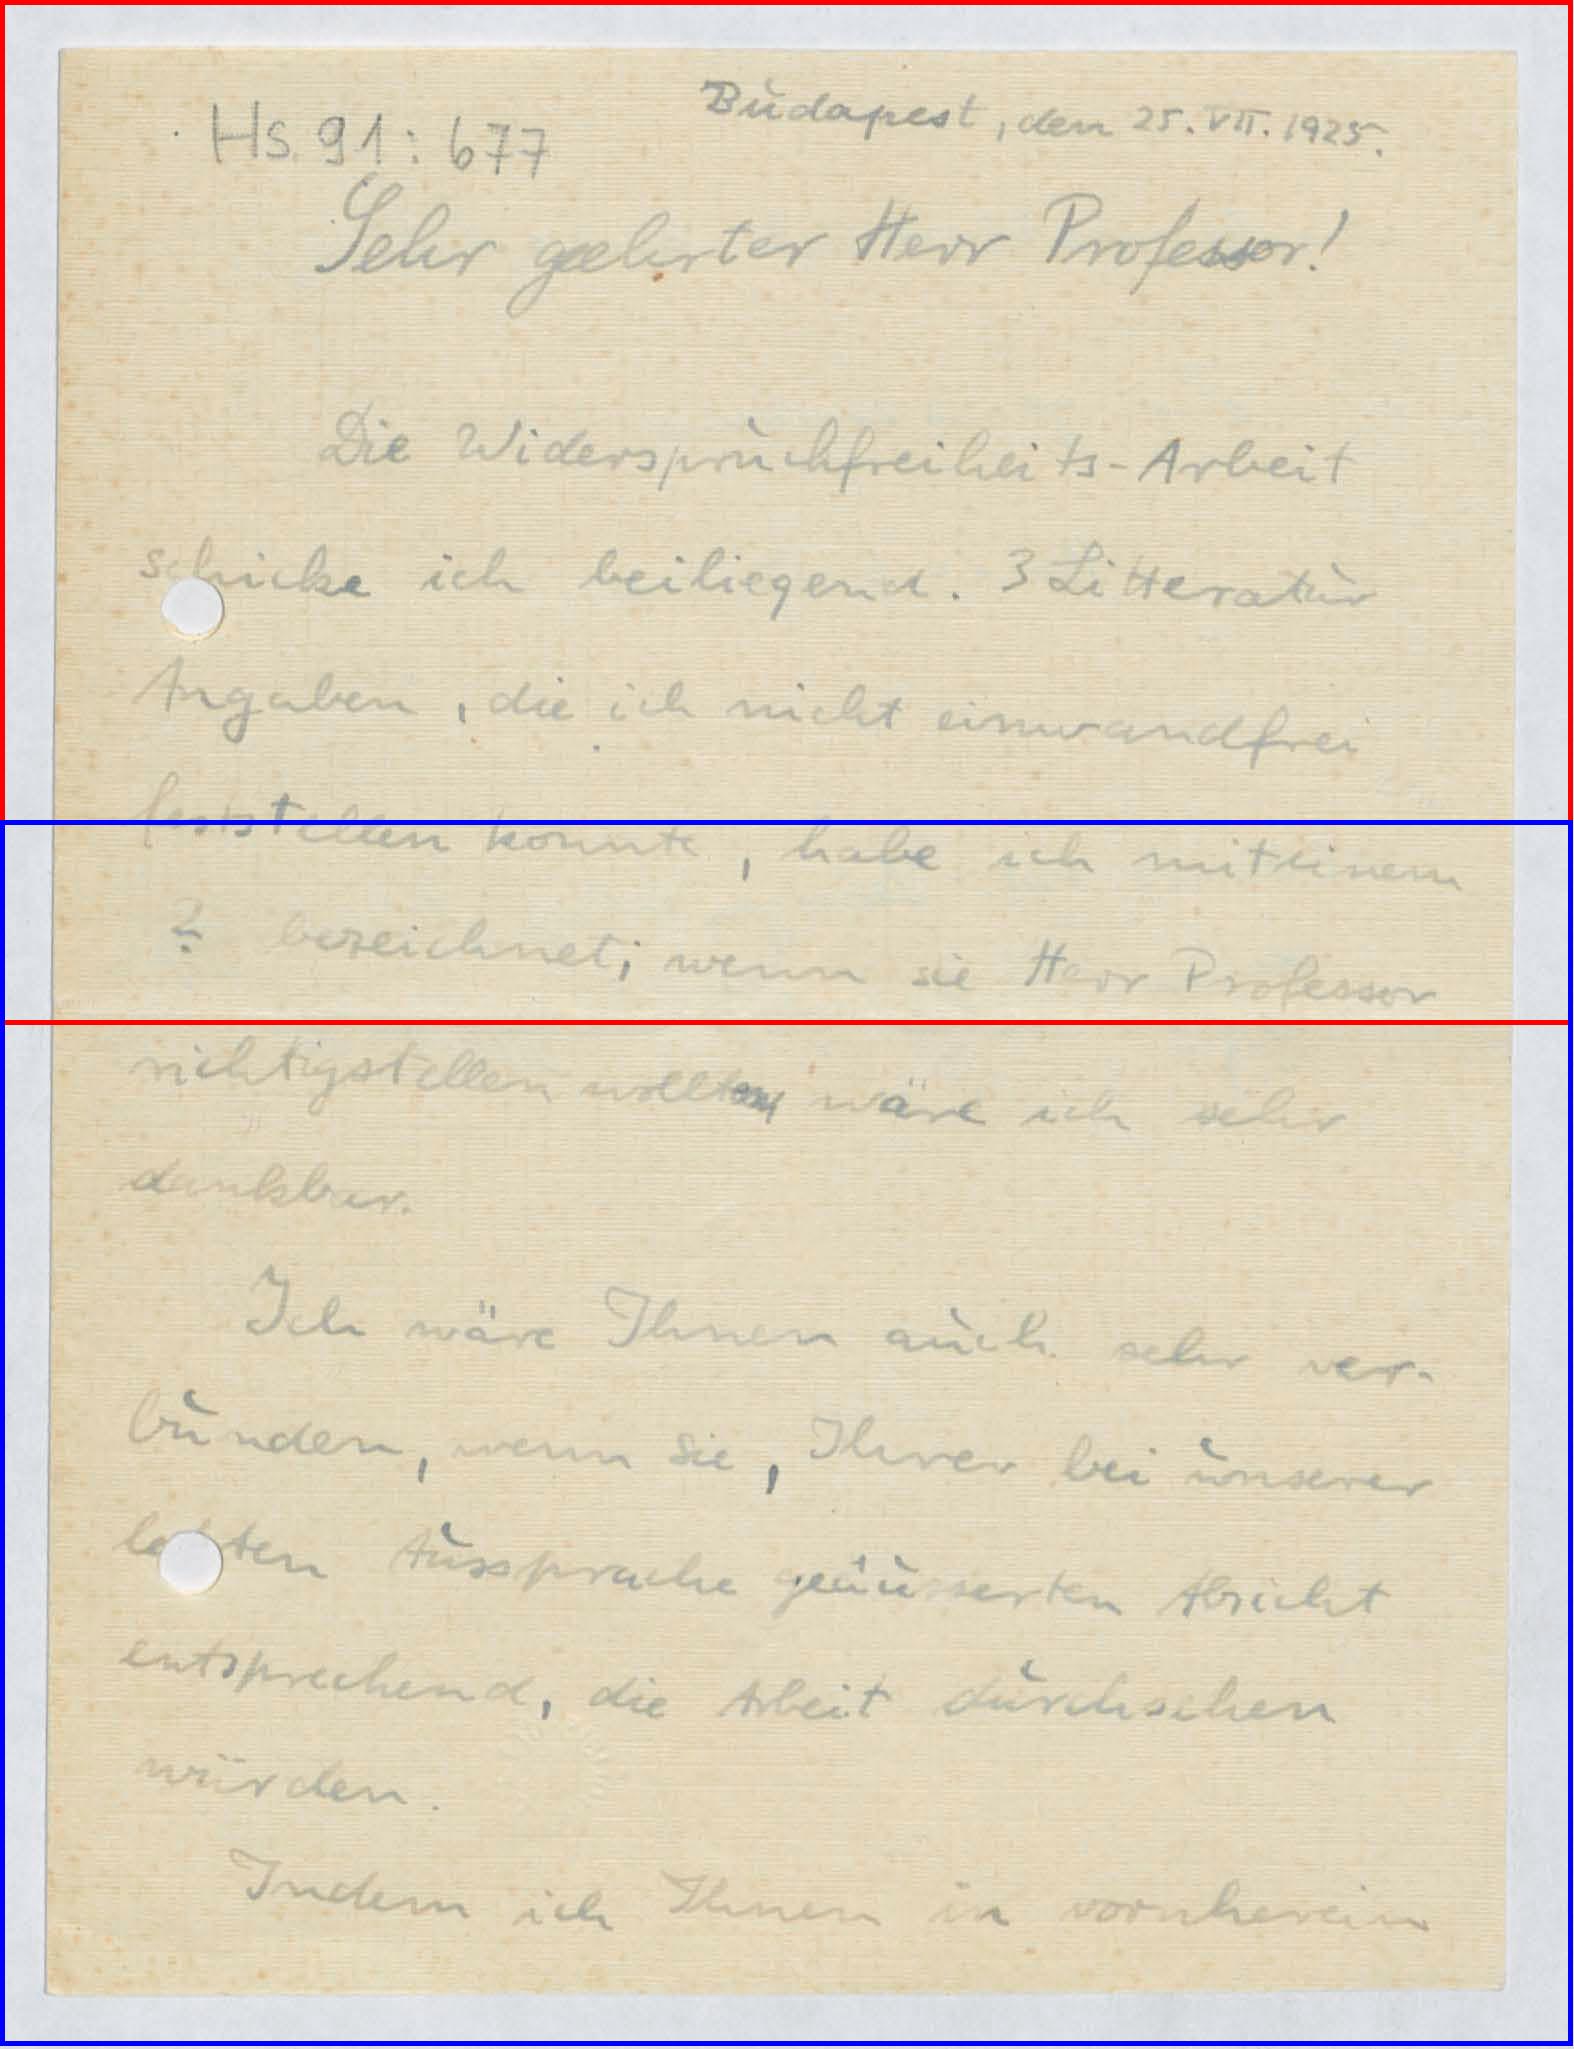 Hs. 91: 677
Budapest, den 25. VII. 1925.
Sehr geehrter Herr Professor!
Die Widerspruchfreiheits-Arbeit
schicke ich beiliegend. 3 Litteratur
Angaben, die ich nicht einwandfrei
feststellen konnte, habe ich mit einem
? bezeichnet; wenn sie Herr Professor
richtigstellen wollten wäre ich sehr
dankbar.
Ich wäre Ihnen auch sehr ver-
bunden, wenn Sie, Ihrer bei unserer
letzten Aussprache geäusserten Absicht
entsprechend, die Arbeit durchsehen
würden.
Indem ich Ihnen in vornherein